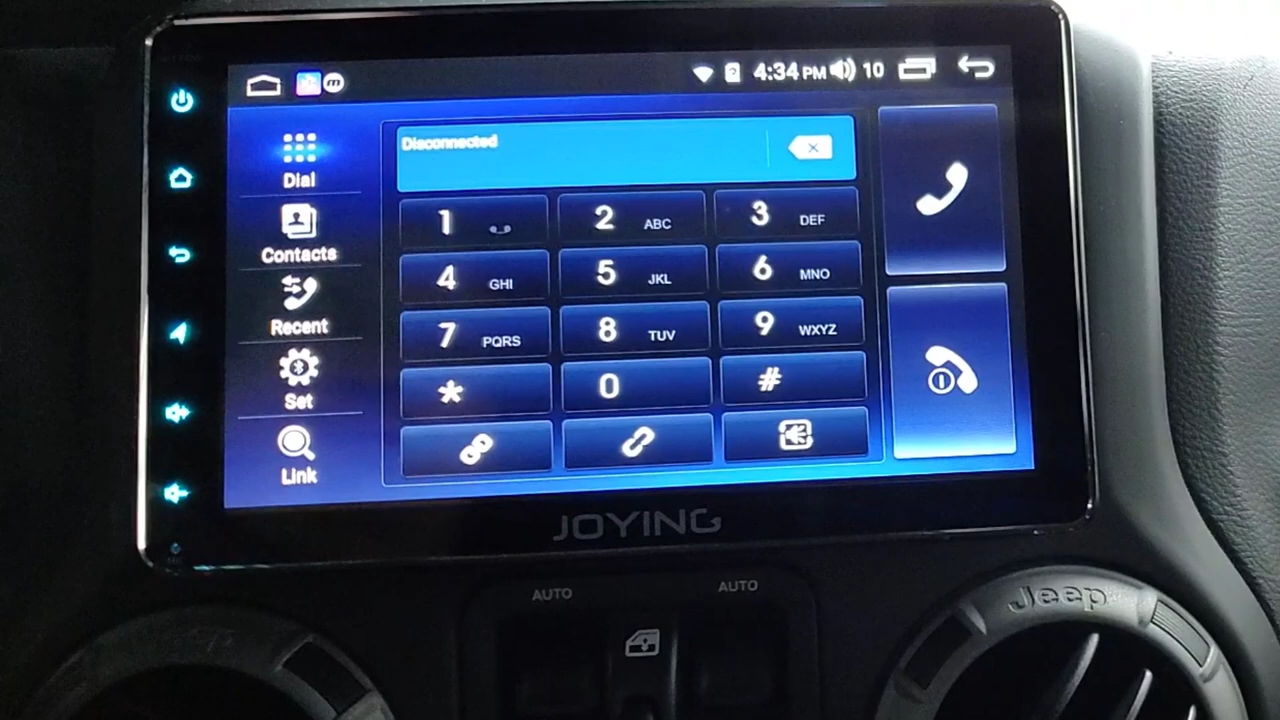 4:34 PM 10
Dial
Contacts
Recent
Set
Link
Disconnected
1
2 ABC
3 DEF
4 GHI
5 JKL
6 MNO
7 PQRS
8 TUV
9 WXYZ
*
0
#
JOYING
AUTO AUTO
Jeep